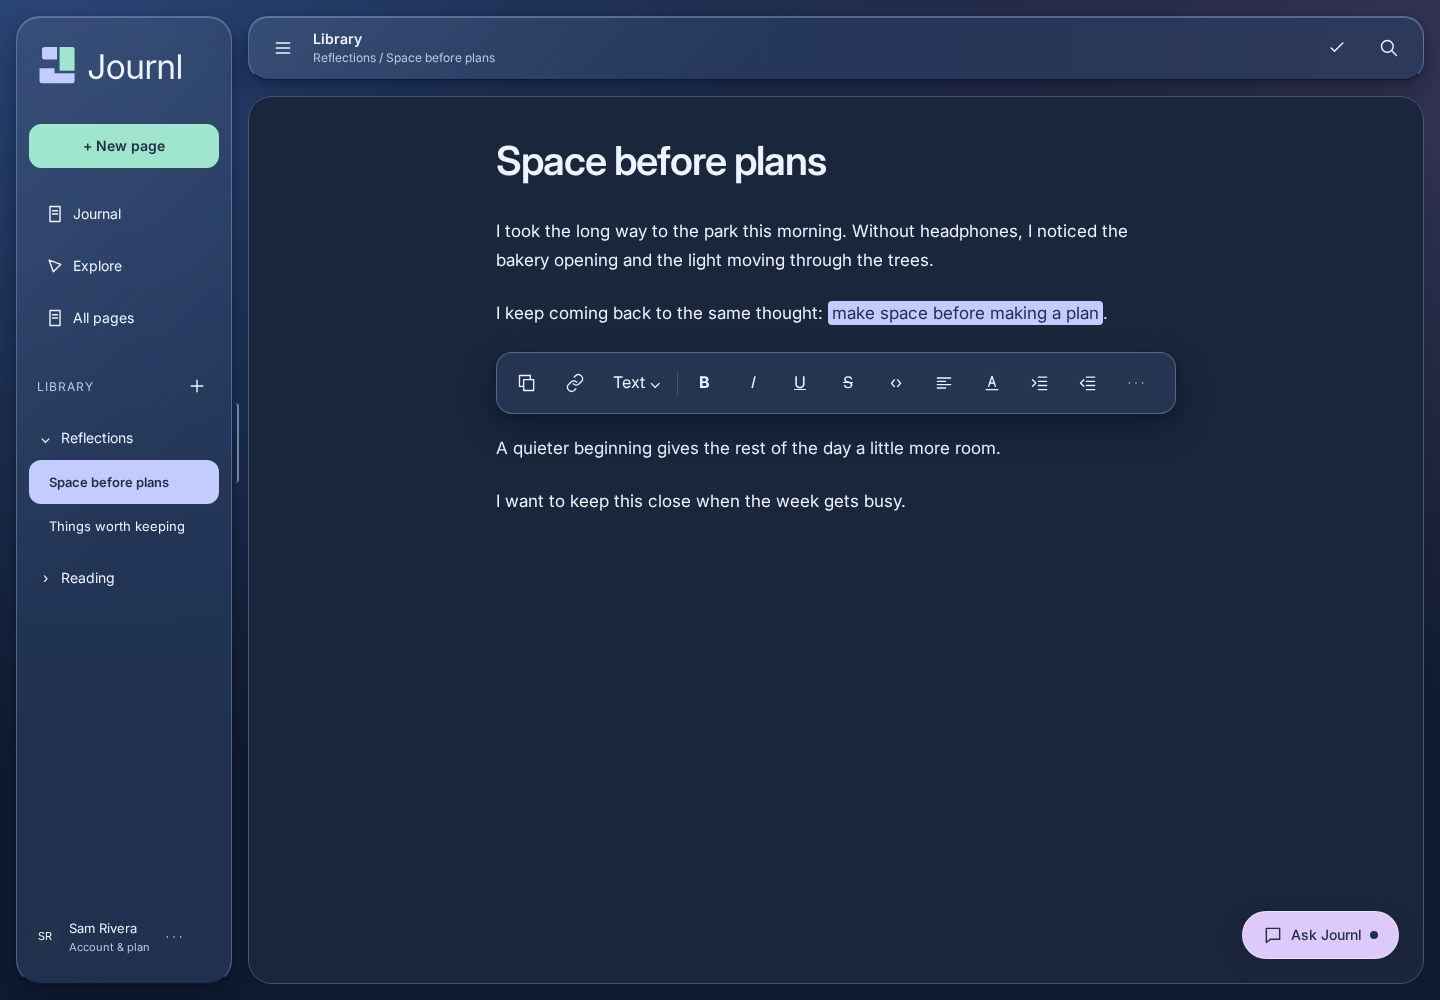 Journl
+ New page
Journal
Explore
All pages
LIBRARY
Reflections
Space before plans
Things worth keeping
Reading
SR
Sam Rivera
Account & plan
Library
Reflections / Space before plans
Space before plans
I took the long way to the park this morning. Without headphones, I noticed the
bakery opening and the light moving through the trees.
I keep coming back to the same thought: make space before making a plan.
Text B I U S A
A quieter beginning gives the rest of the day a little more room.
I want to keep this close when the week gets busy.
Ask Journl